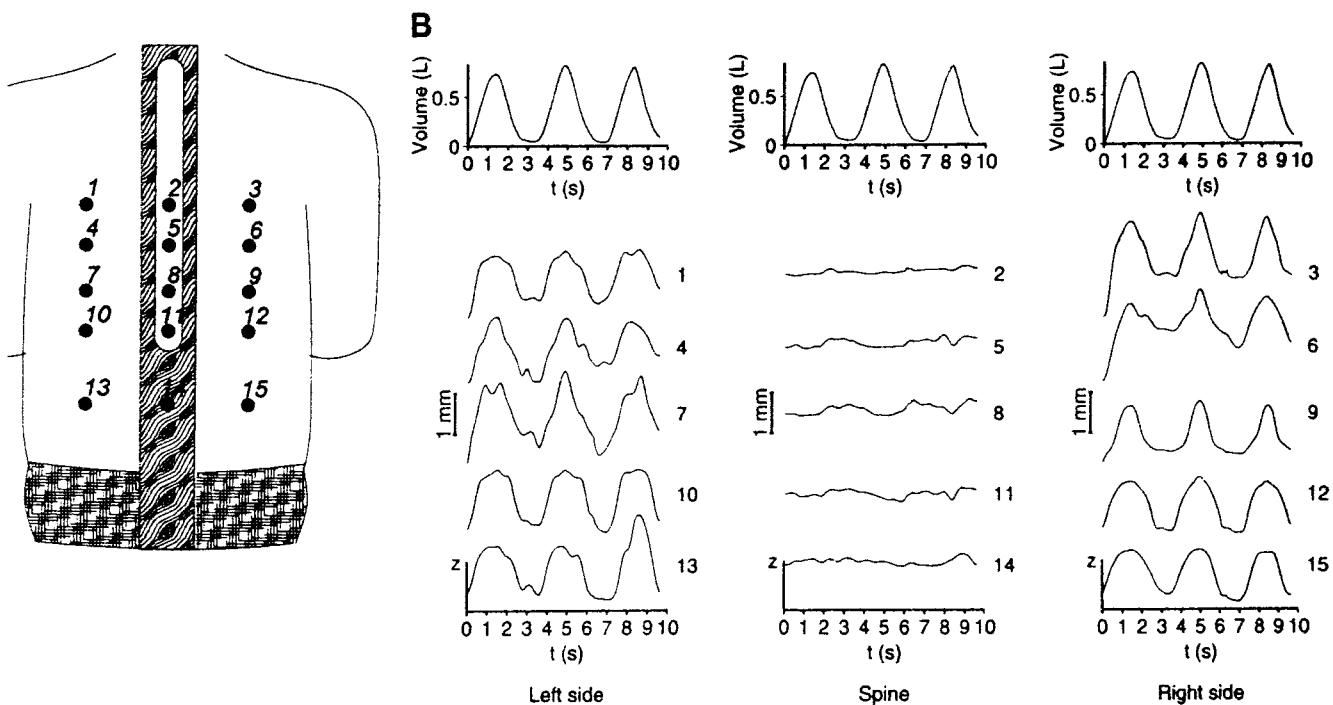 B
1 2 3
4 5 6
7 8 9
10 11 12
13 15
Volume (L)
0.5
0
0 1 2 3 4 5 6 7 8 9 10
t (s)
1
4
7
10
13
1 mm
z
0 1 2 3 4 5 6 7 8 9 10
t (s)
Left side
Volume (L)
0.5
0
0 1 2 3 4 5 6 7 8 9 10
t (s)
2
5
8
11
14
1 mm
z
0 1 2 3 4 5 6 7 8 9 10
t (s)
Spine
Volume (L)
0.5
0
0 1 2 3 4 5 6 7 8 9 10
t (s)
3
6
9
12
15
1 mm
z
0 1 2 3 4 5 6 7 8 9 10
t (s)
Right side